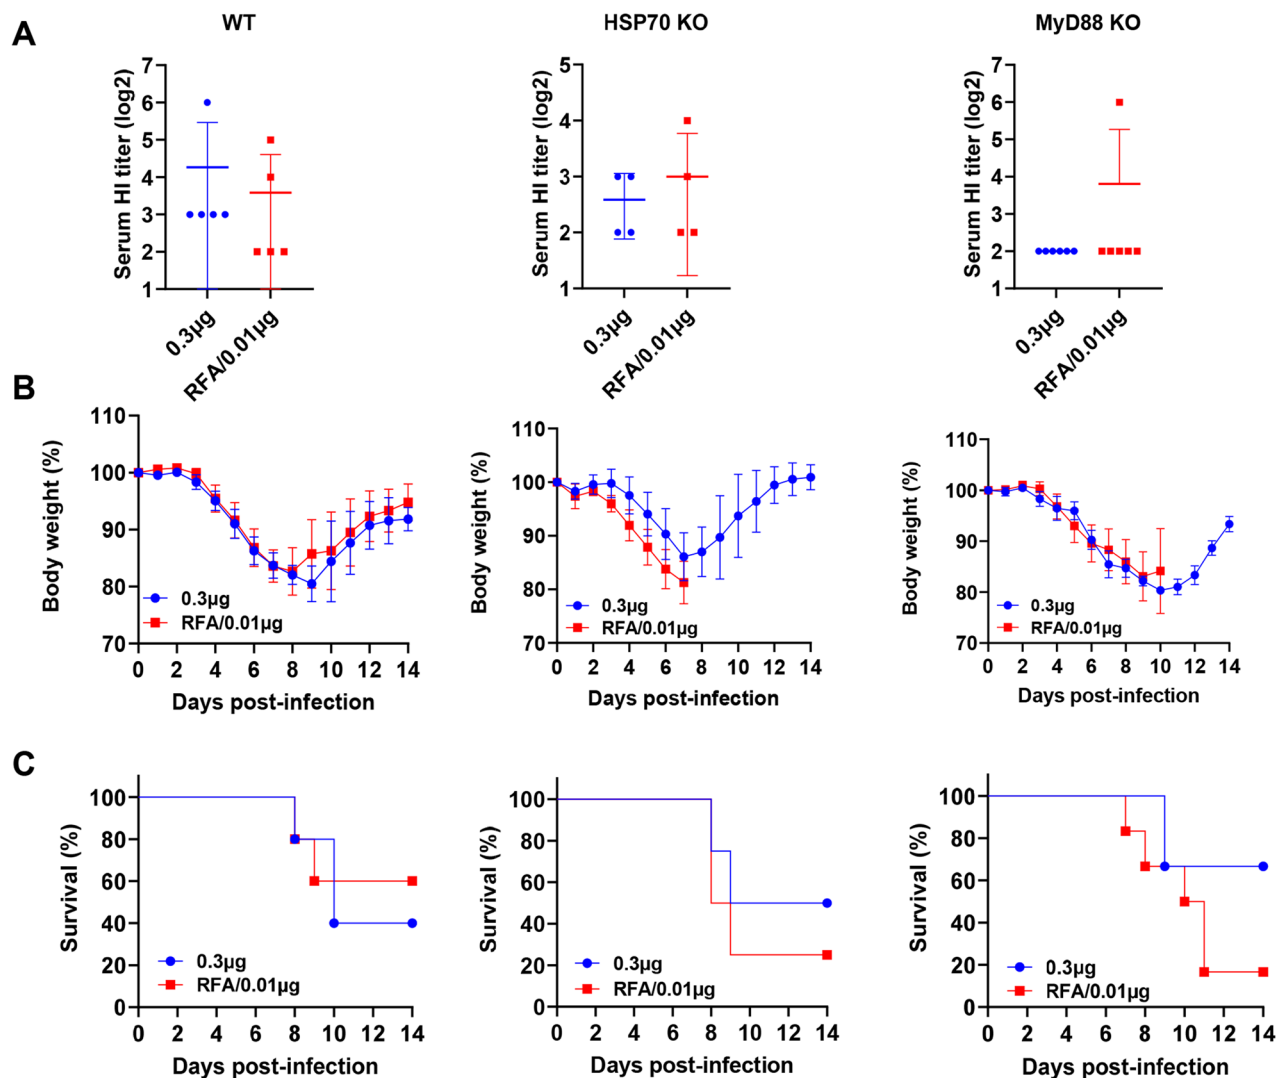 A
WT
HSP70 KO
MyD88 KO
Serum HI titer (log2)
7
6
5
4
3
2
1
0.3µg
RFA/0.01µg
Serum HI titer (log2)
5
4
3
2
1
0.3µg
RFA/0.01µg
Serum HI titer (log2)
7
6
5
4
3
2
1
0.3µg
RFA/0.01µg
B
Body weight (%)
110
100
90
80
70
0.3µg
RFA/0.01µg
0 2 4 6 8 10 12 14
Days post-infection
Body weight (%)
110
100
90
80
70
0.3µg
RFA/0.01µg
0 2 4 6 8 10 12 14
Days post-infection
Body weight (%)
110
100
90
80
70
0.3µg
RFA/0.01µg
0 2 4 6 8 10 12 14
Days post-infection
C
Survival (%)
100
80
60
40
20
0
0.3µg
RFA/0.01µg
0 2 4 6 8 10 12 14
Days post-infection
Survival (%)
100
80
60
40
20
0
0.3µg
RFA/0.01µg
0 2 4 6 8 10 12 14
Days post-infection
Survival (%)
100
80
60
40
20
0
0.3µg
RFA/0.01µg
0 2 4 6 8 10 12 14
Days post-infection